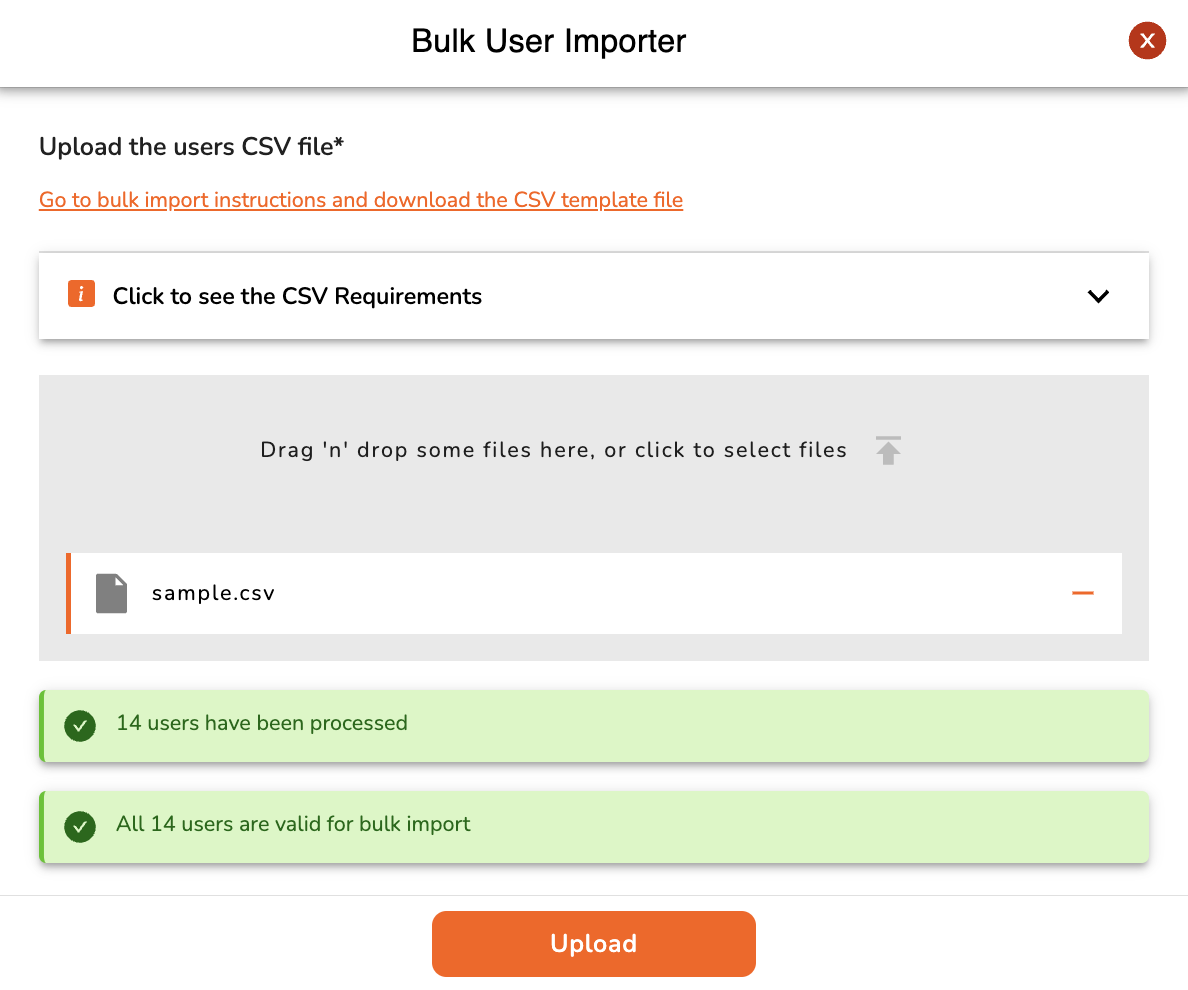 Bulk User Importer
X
Upload the users CSV file*
Go to bulk import instructions and download the CSV template file
i
Click to see the CSV Requirements
Drag 'n' drop some files here, or click to select files
sample.csv
14 users have been processed
All 14 users are valid for bulk import
Upload